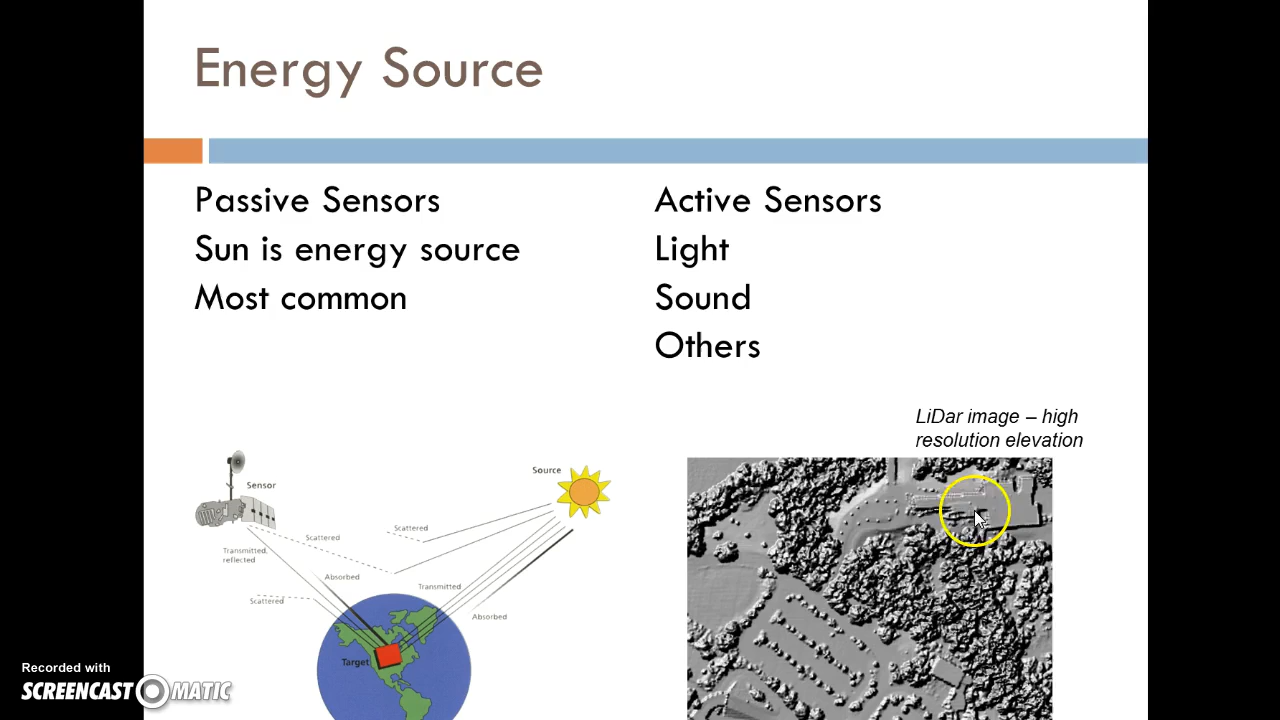 Energy Source
Passive Sensors
Sun is energy source
Most common
Active Sensors
Light
Sound
Others
LiDar image – high
resolution elevation
Source
Sensor
Scattered
Scattered
Transmitted,
reflected
Absorbed
Transmitted
Scattered
Absorbed
Target
Recorded with
SCREENCAST MATIC